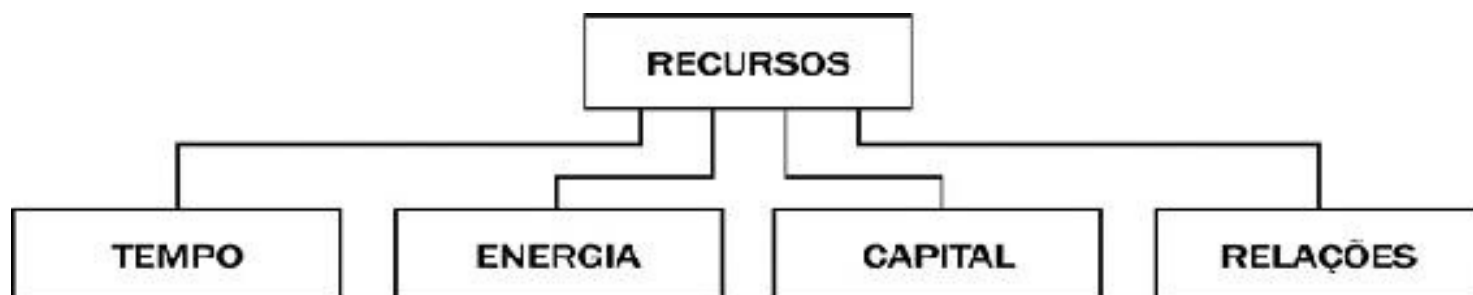 RECURSOS
TEMPO
ENERGIA
CAPITAL
RELAÇÕES